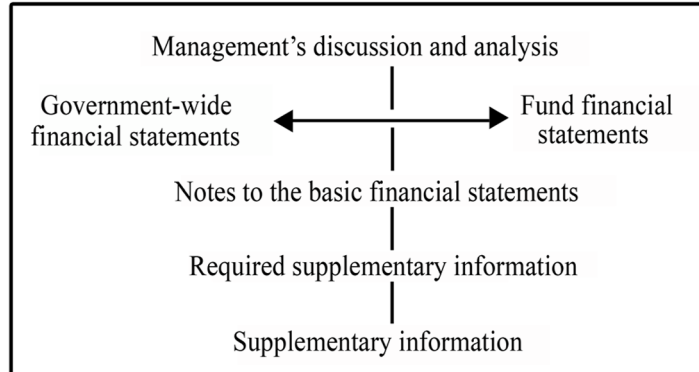 Management’s discussion and analysis
Government-wide
financial statements
Fund financial
statements
Notes to the basic financial statements
Required supplementary information
Supplementary information